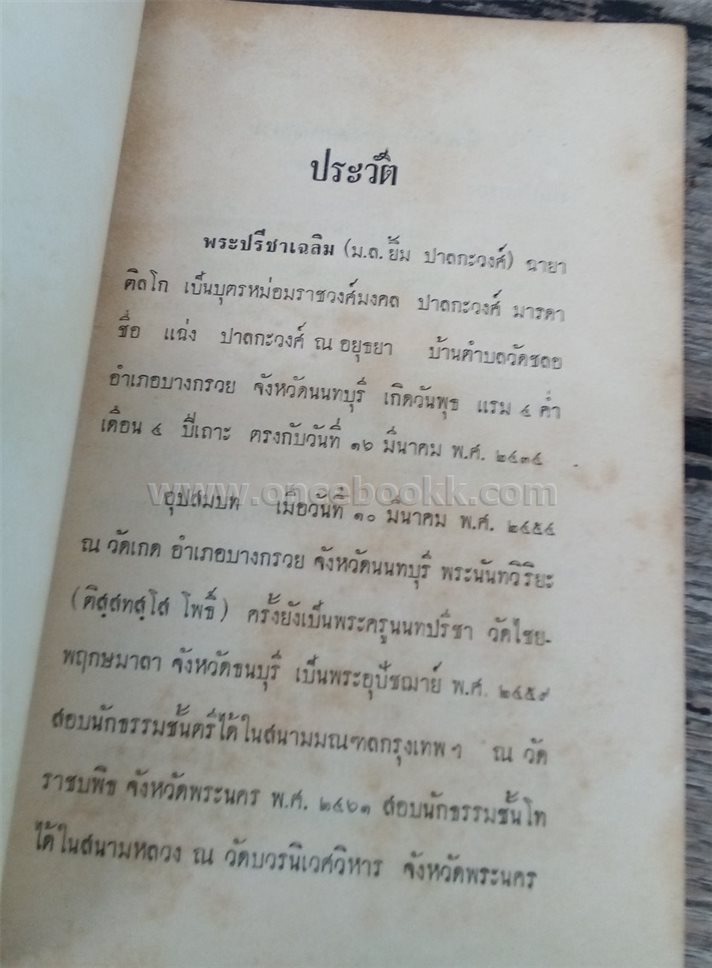 ประวัติ
พระปรีชาเฉลิม (ม.ล.ยิ้ม ปาลกะวงศ์) ฉายา
ติลโก เป็นบุตรหม่อมราชวงศ์มงคล ปาลกะวงศ์ มารดา
ชื่อ แฉ่ง ปาลกะวงศ์ ณ อยุธยา บ้านตำบลวัดชลอ
อำเภอบางกรวย จังหวัดนนทบุรี เกิดวันพุธ แรม ๔ ค่ำ
เดือน ๔ ปีเถาะ ตรงกับวันที่ ๑๖ มีนาคม พ.ศ. ๒๔๓๔
www.oncebookk.com
อุปสมบท เมื่อวันที่ ๑๐ มีนาคม พ.ศ. ๒๔๕๔
ณ วัดเกด อำเภอบางกรวย จังหวัดนนทบุรี พระนันทวิริยะ
(ติสฺสทสฺโส โพธิ์) ครั้งยังเป็นพระครูนนทปรีชา วัดไชย-
พฤกษมาลา จังหวัดธนบุรี เป็นพระอุปัชฌาย์ พ.ศ. ๒๔๕๙
สอบนักธรรมชั้นตรีได้ในสนามมณฑลกรุงเทพฯ ณ วัด
ราชบพิธ จังหวัดพระนคร พ.ศ. ๒๔๖๑ สอบนักธรรมชั้นโท
ได้ในสนามหลวง ณ วัดบวรนิเวศวิหาร จังหวัดพระนคร